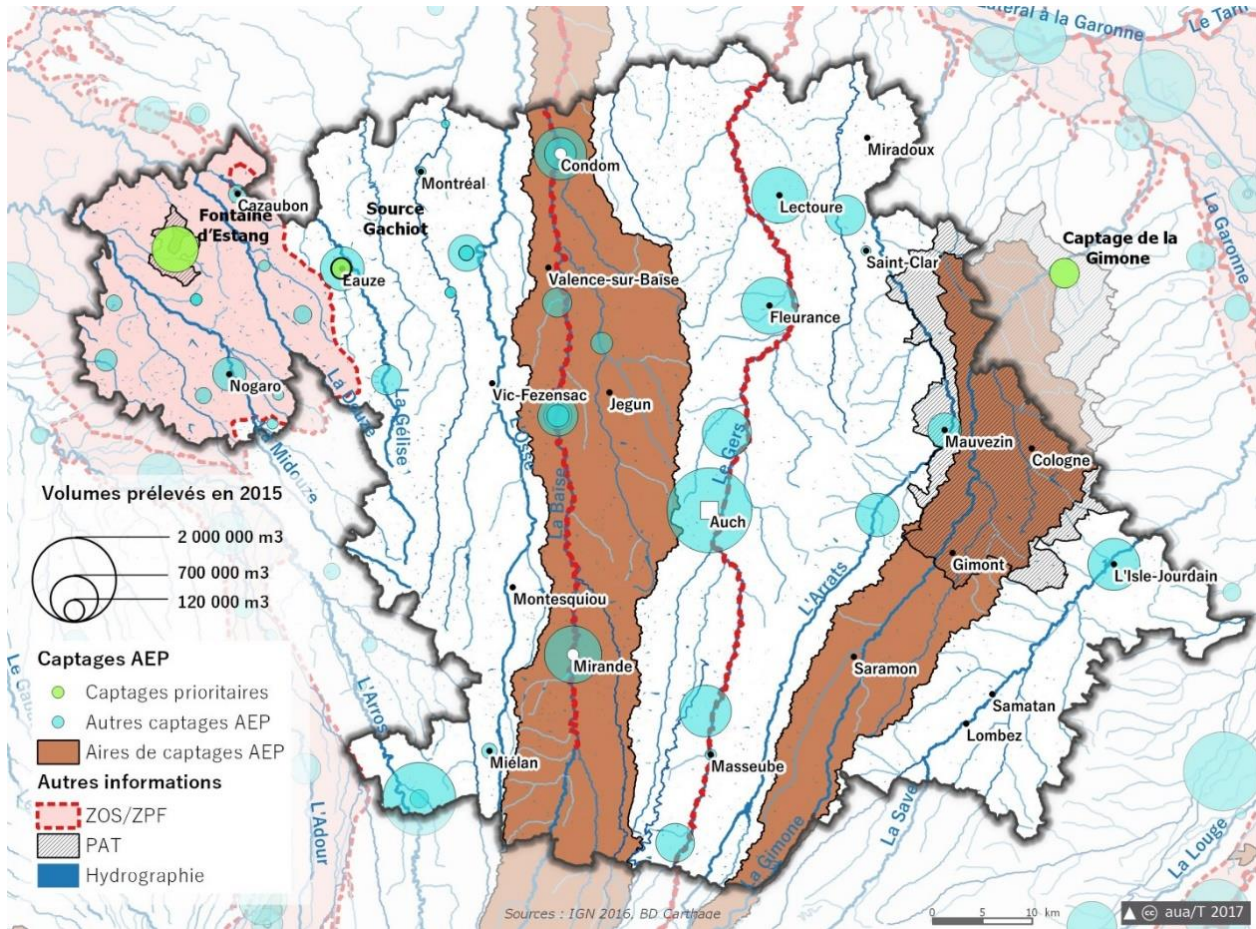 Latéral à la Garonne
Le Tarn
La Garonne
Miradoux
Condom
Montréal
Cazaubon
Fontaine
d'Estang
Source
Gachiot
Lectoure
Saint-Clar
Captage de la
Gimone
Eauze
Valence-sur-Baïse
Fleurance
Nogaro
Vic-Fezensac
Jegun
La Douze
La Gélise
L'Osse
La Baïse
Le Gers
Mauvezin
Cologne
La Midouze
Auch
Gimont
L'Isle-Jourdain
L'Arrats
Montesquiou
Mirande
Saramon
Samatan
Lombez
L'Arros
Miélan
Masseube
La Gimone
La Save
La Louge
L'Adour
Volumes prélevés en 2015
2 000 000 m3
700 000 m3
120 000 m3
Captages AEP
Captages prioritaires
Autres captages AEP
Aires de captages AEP
Autres informations
ZOS/ZPF
PAT
Hydrographie
Sources : IGN 2016, BD Carthage
0 5 10 km
cc aua/T 2017